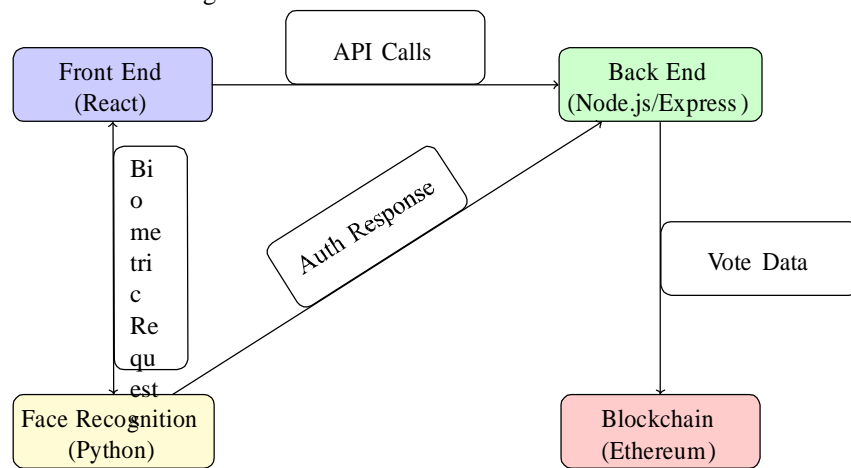 API Calls
Front End
(React)
Back End
(Node.js/Express)
Bi
o
me
tri
c
Re
qu
est
s
Auth Response
Vote Data
Face Recognition
(Python)
Blockchain
(Ethereum)